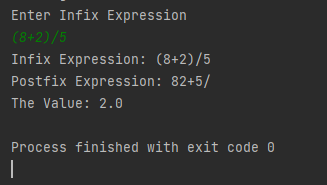 Enter Infix Expression
(8+2)/5
Infix Expression: (8+2)/5
Postfix Expression: 82+5/
The Value: 2.0
Process finished with exit code 0